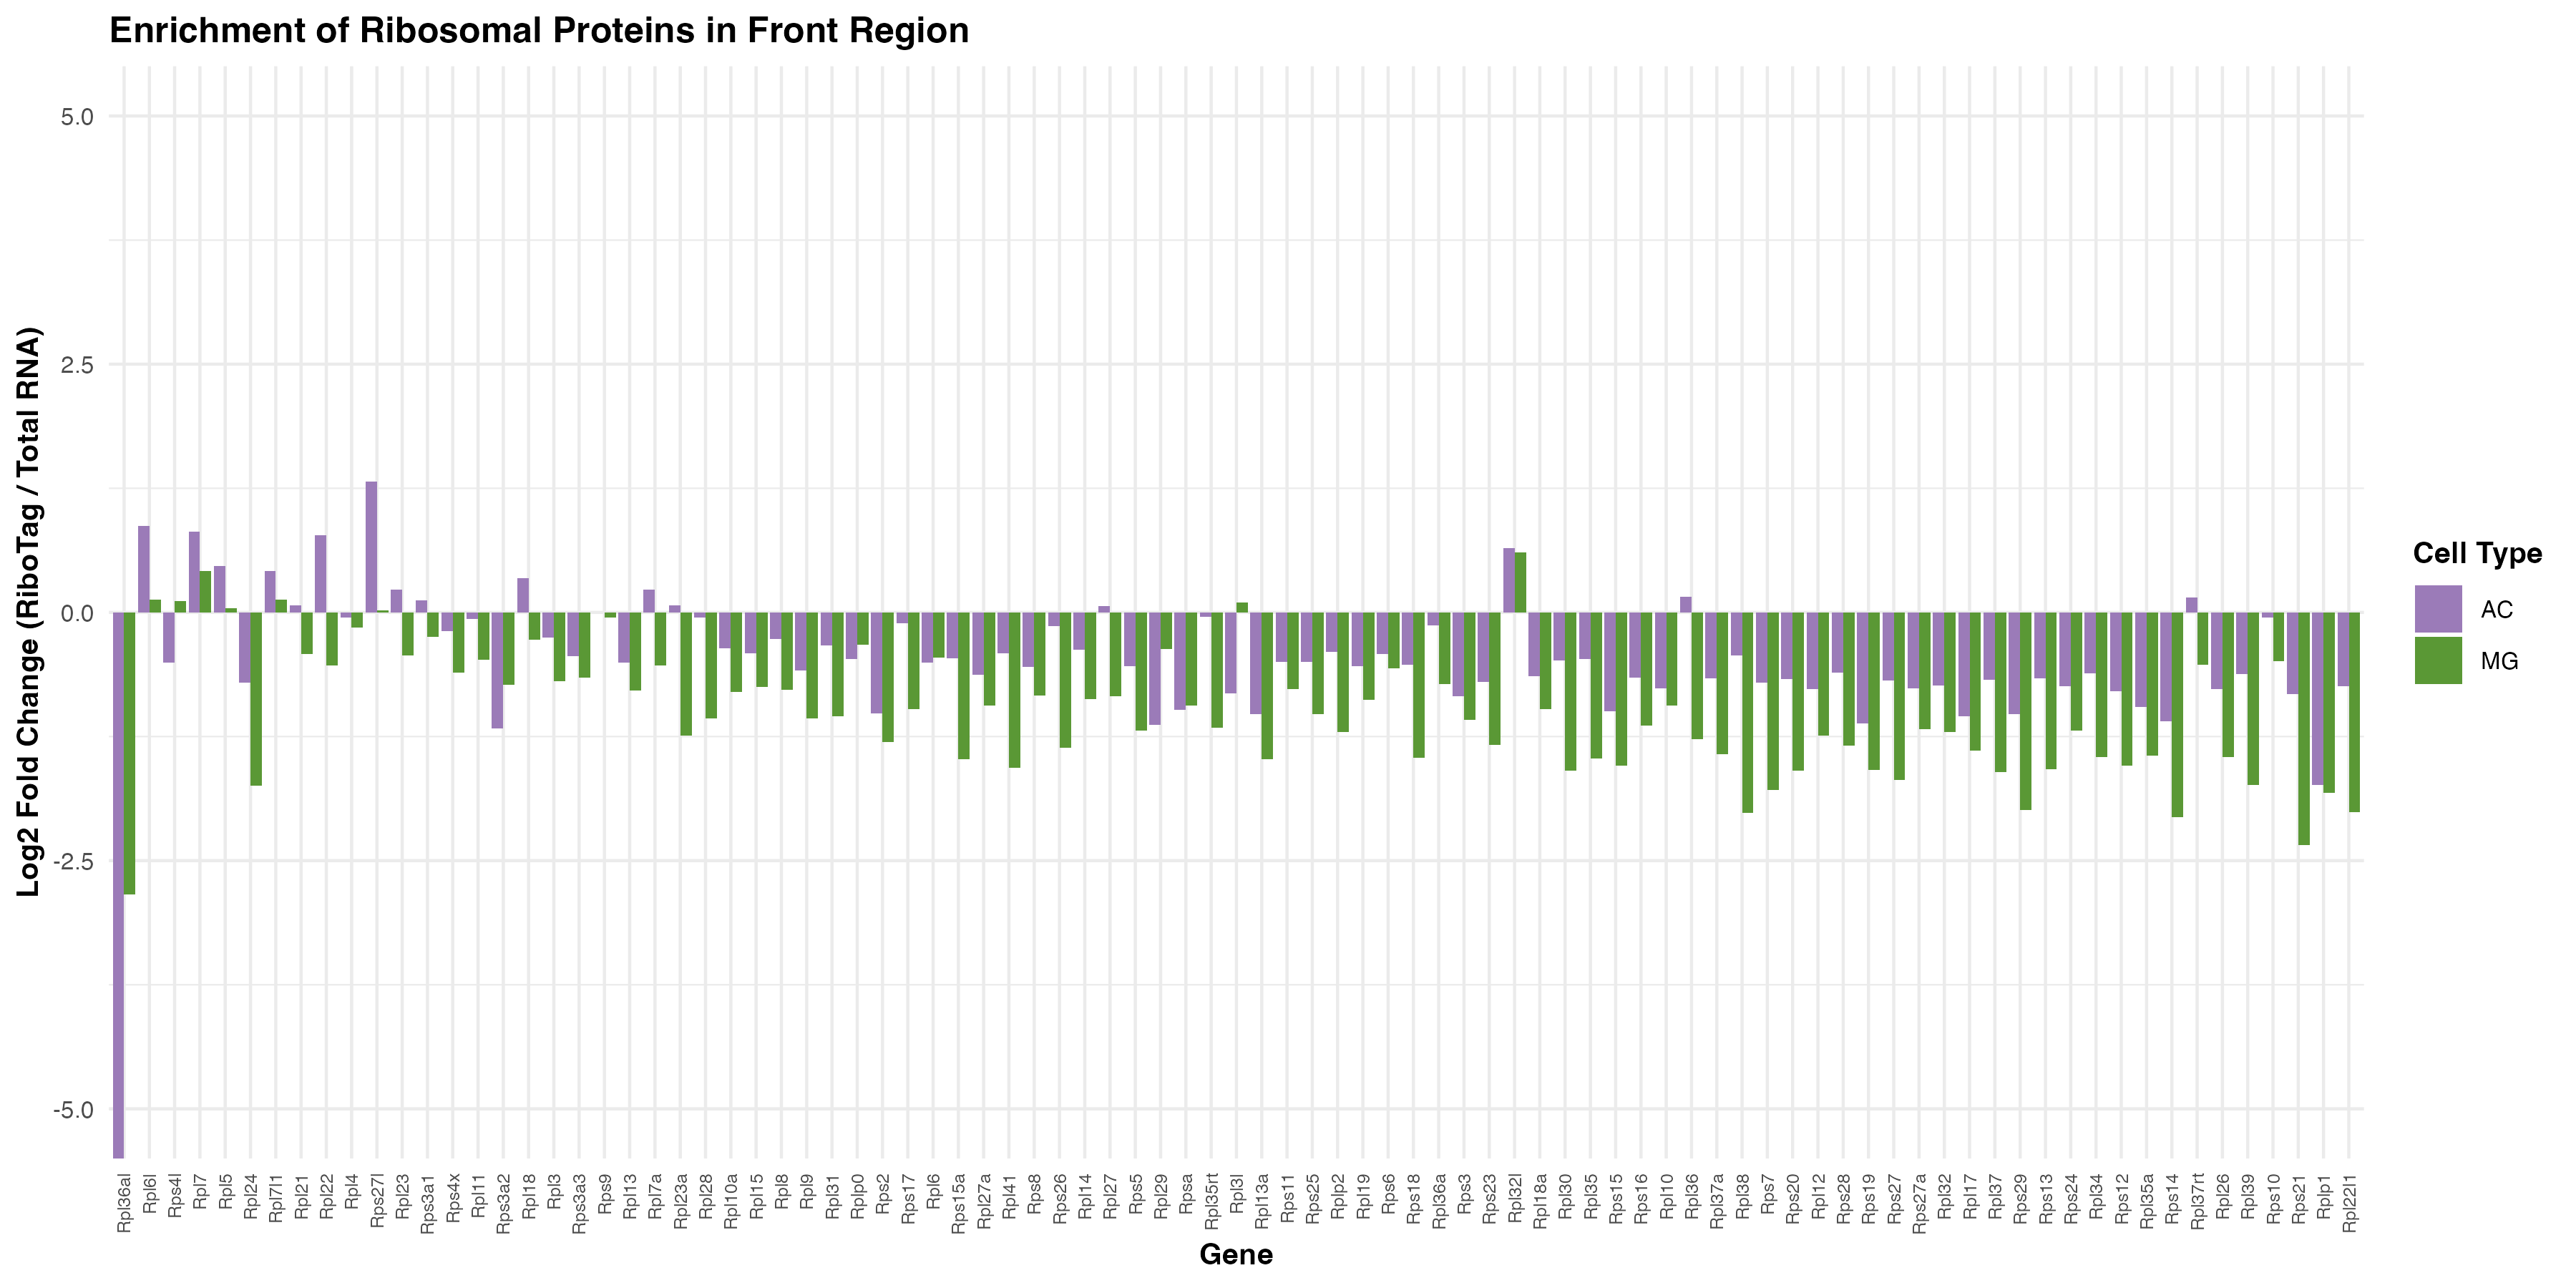 Enrichment of Ribosomal Proteins in Front Region
Log2 Fold Change (RiboTag / Total RNA)
5.0
2.5
0.0
-2.5
-5.0
Rpl36al
Rpl6l
Rps4l
Rpl7
Rpl5
Rpl24
Rpl7l1
Rpl21
Rpl22
Rpl4
Rps27l
Rpl23
Rps3a1
Rps4x
Rpl11
Rps3a2
Rpl18
Rpl3
Rps3a3
Rps9
Rpl13
Rpl7a
Rpl23a
Rpl28
Rpl10a
Rpl15
Rpl8
Rpl9
Rpl31
Rplp0
Rps2
Rps17
Rpl6
Rps15a
Rpl27a
Rpl41
Rps8
Rps26
Rpl14
Rpl27
Rps5
Rpl29
Rpsa
Rpl35rt
Rpl3l
Rpl13a
Rps11
Rps25
Rplp2
Rpl19
Rps6
Rps18
Rpl36a
Rps3
Rps23
Rpl32l
Rpl18a
Rpl30
Rpl35
Rps15
Rps16
Rpl10
Rpl36
Rpl37a
Rpl38
Rps7
Rps20
Rpl12
Rps28
Rps19
Rps27
Rps27a
Rpl32
Rpl17
Rpl37
Rps29
Rps13
Rps24
Rpl34
Rps12
Rpl35a
Rps14
Rpl37rt
Rpl26
Rpl39
Rps10
Rps21
Rplp1
Rpl22l1
Gene
Cell Type
AC
MG